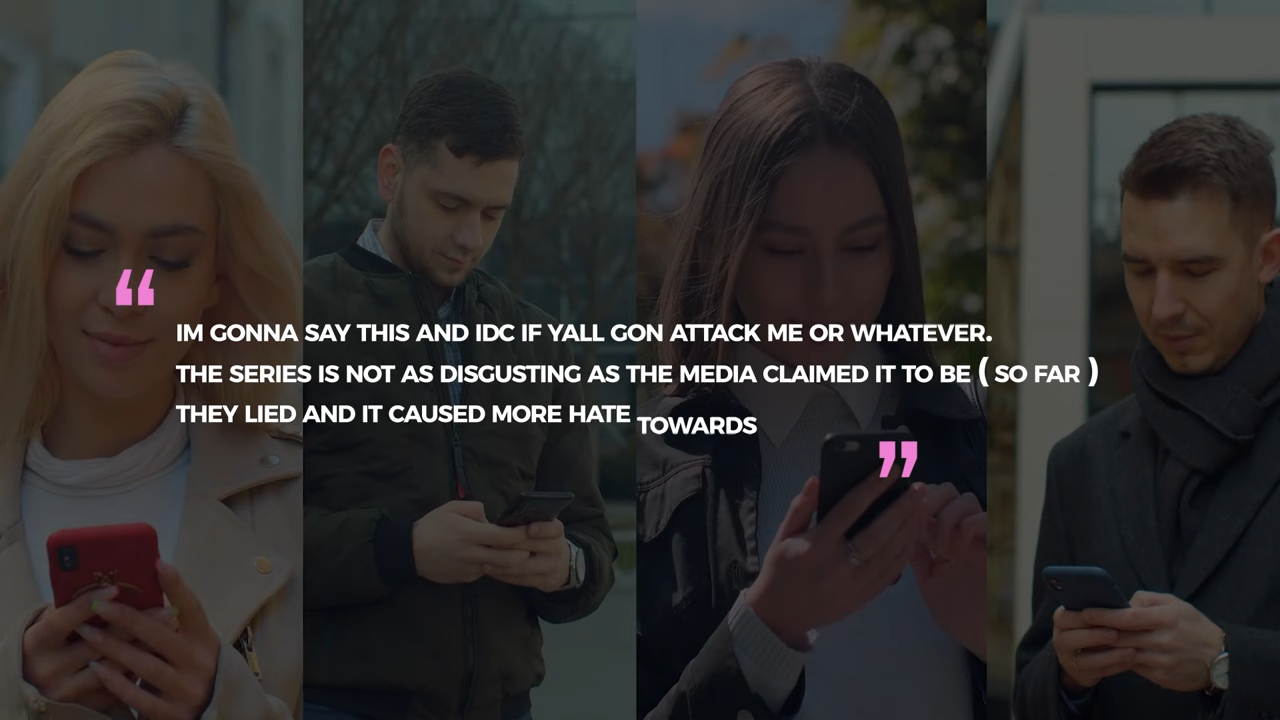 “
IM GONNA SAY THIS AND IDC IF YALL GON ATTACK ME OR WHATEVER.
THE SERIES IS NOT AS DISGUSTING AS THE MEDIA CLAIMED IT TO BE ( SO FAR )
THEY LIED AND IT CAUSED MORE HATE TOWARDS
”